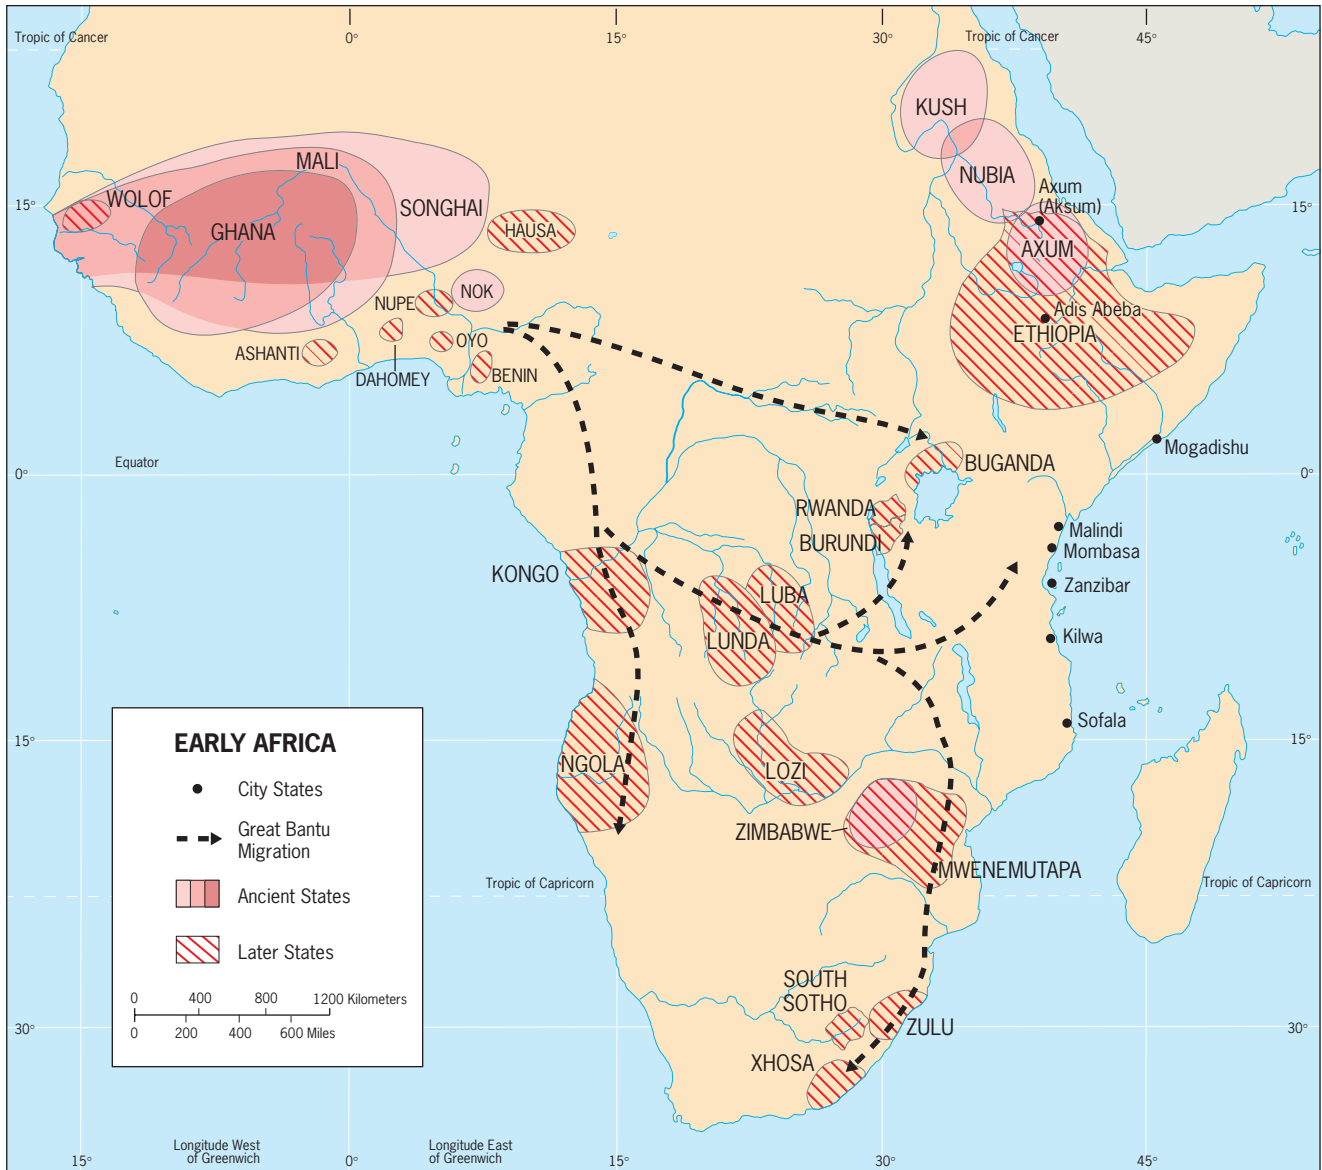 0°
15°
30°
45°
Tropic of Cancer
Tropic of Cancer
KUSH
NUBIA
Axum
(Aksum)
AXUM
Adis Abeba
ETHIOPIA
MALI
WOLOF
SONGHAI
GHANA
HAUSA
NOK
NUPE
OYO
ASHANTI
DAHOMEY
BENIN
15°
15°
Mogadishu
BUGANDA
Equator
0°
0°
RWANDA
BURUNDI
Malindi
Mombasa
Zanzibar
Kilwa
Sofala
KONGO
LUBA
LUNDA
NGOLA
LOZI
ZIMBABWE
MWENEMUTAPA
15°
Tropic of Capricorn
Tropic of Capricorn
SOUTH
SOTHO
ZULU
XHOSA
30°
30°
EARLY AFRICA
City States
Great Bantu
Migration
Ancient States
Later States
0 400 800 1200 Kilometers
0 200 400 600 Miles
Longitude West
of Greenwich
Longitude East
of Greenwich
15°
0°
15°
30°
45°